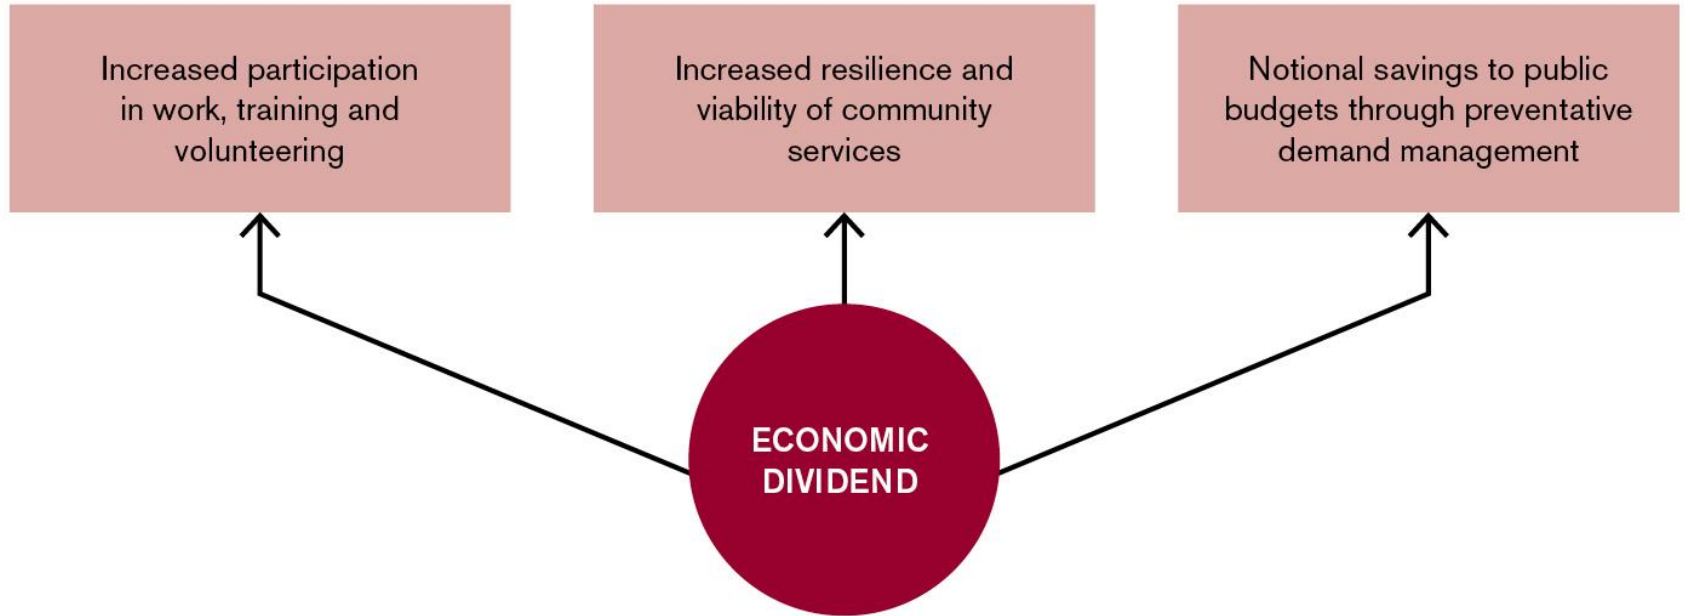 Increased participation
in work, training and
volunteering
Increased resilience and
viability of community
services
Notional savings to public
budgets through preventative
demand management
ECONOMIC
DIVIDEND